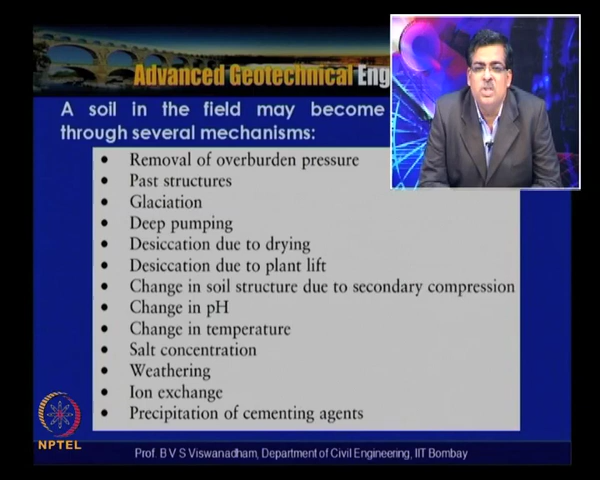 Advanced Geotechnical Eng
A soil in the field may become
through several mechanisms:
• Removal of overburden pressure
• Past structures
• Glaciation
• Deep pumping
• Desiccation due to drying
• Desiccation due to plant lift
• Change in soil structure due to secondary compression
• Change in pH
• Change in temperature
• Salt concentration
• Weathering
• Ion exchange
• Precipitation of cementing agents
NPTEL
Prof. B V S Viswanadham, Department of Civil Engineering, IIT Bombay